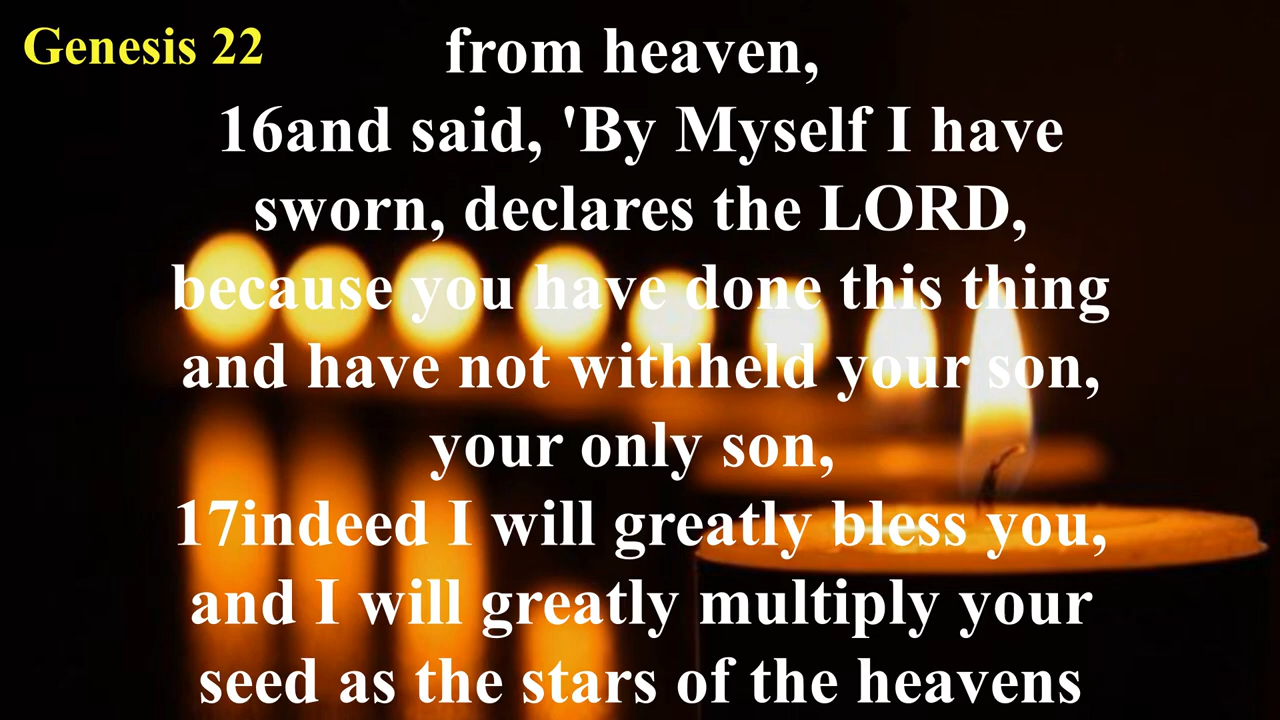 Genesis 22
from heaven,
16and said, 'By Myself I have
sworn, declares the LORD,
because you have done this thing
and have not withheld your son,
your only son,
17indeed I will greatly bless you,
and I will greatly multiply your
seed as the stars of the heavens